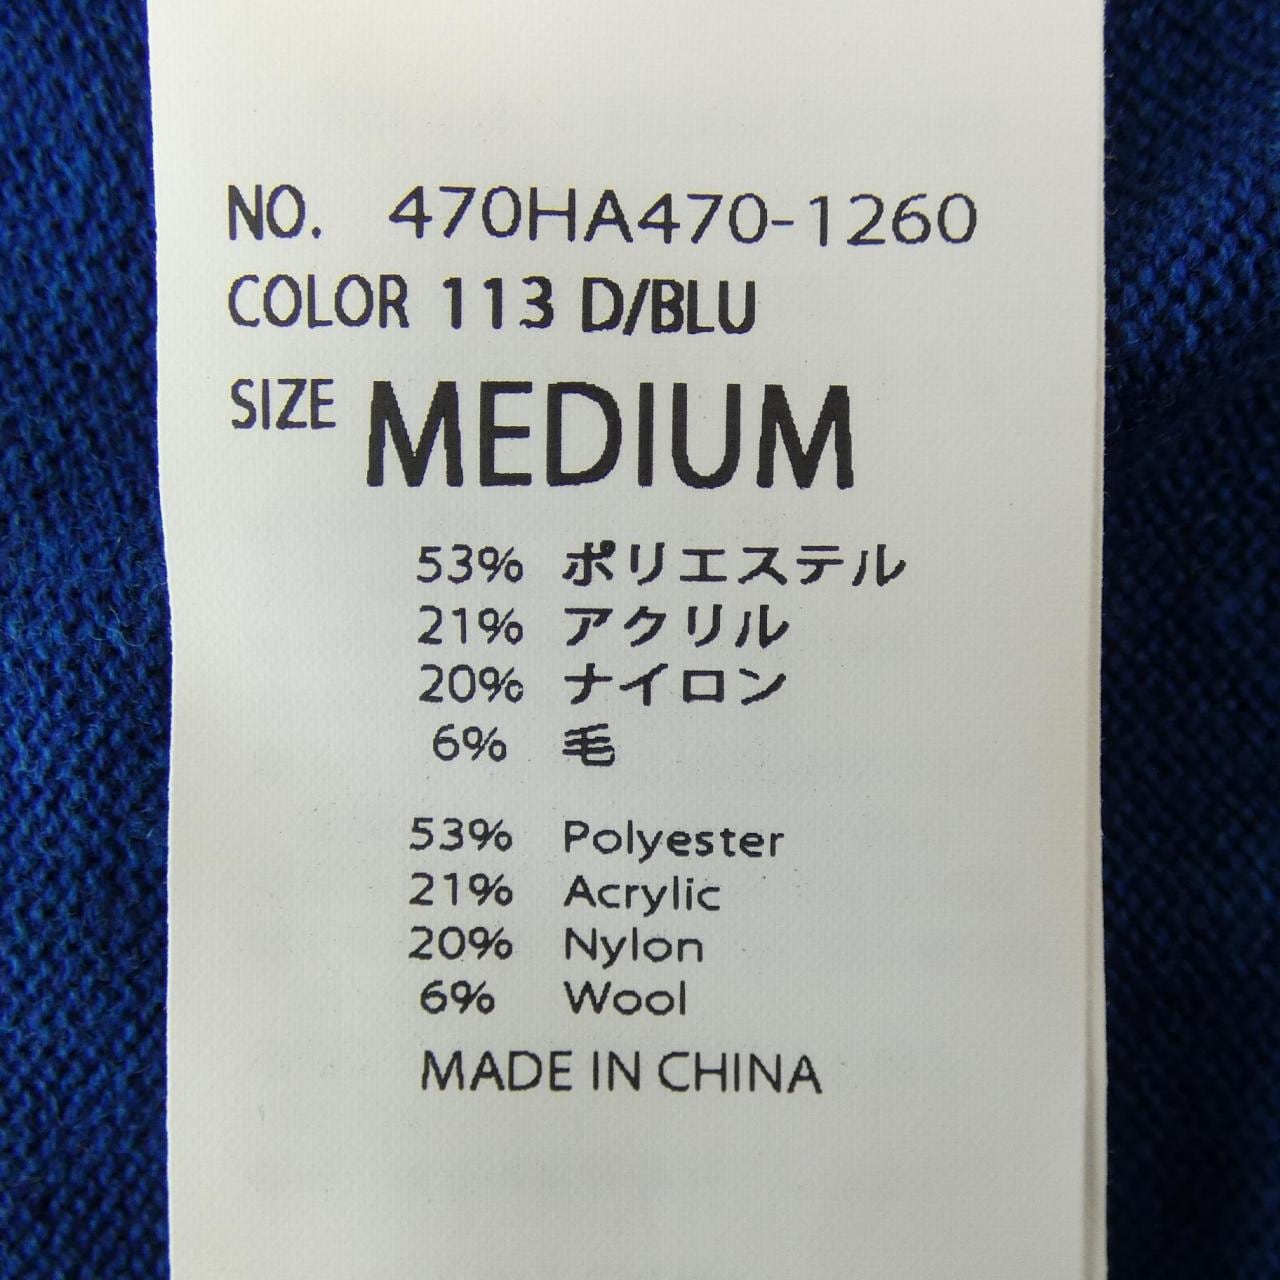 NO. 470HA470-1260
COLOR 113 D/BLU
SIZE MEDIUM
53% ポリエステル
21% アクリル
20% ナイロン
6% 毛
53% Polyester
21% Acrylic
20% Nylon
6% Wool
MADE IN CHINA